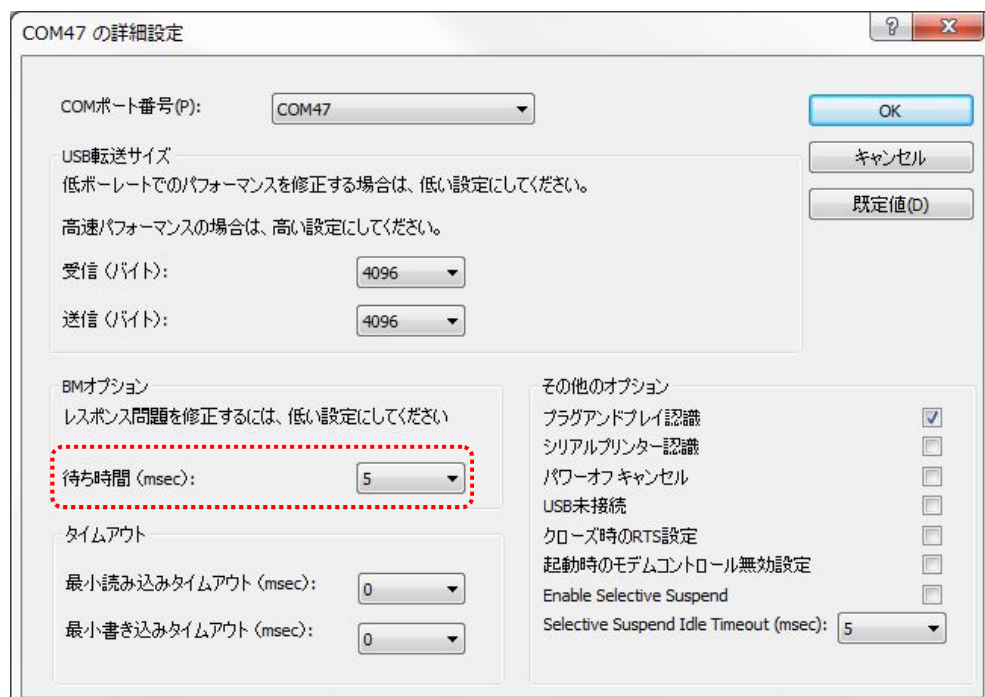 COM47 の詳細設定
COMポート番号(P): COM47
OK
キャンセル
既定値(D)
USB転送サイズ
低ボーレートでのパフォーマンスを修正する場合は、低い設定にしてください。
高速パフォーマンスの場合は、高い設定にしてください。
受信 (バイト): 4096
送信 (バイト): 4096
BMオプション
レスポンス問題を修正するには、低い設定にしてください
待ち時間 (msec): 5
タイムアウト
最小読み込みタイムアウト (msec): 0
最小書き込みタイムアウト (msec): 0
その他のオプション
プラグアンドプレイ認識
シリアルプリンター認識
パワーオフ キャンセル
USB未接続
クローズ時のRTS設定
起動時のモデムコントロール無効設定
Enable Selective Suspend
Selective Suspend Idle Timeout (msec): 5